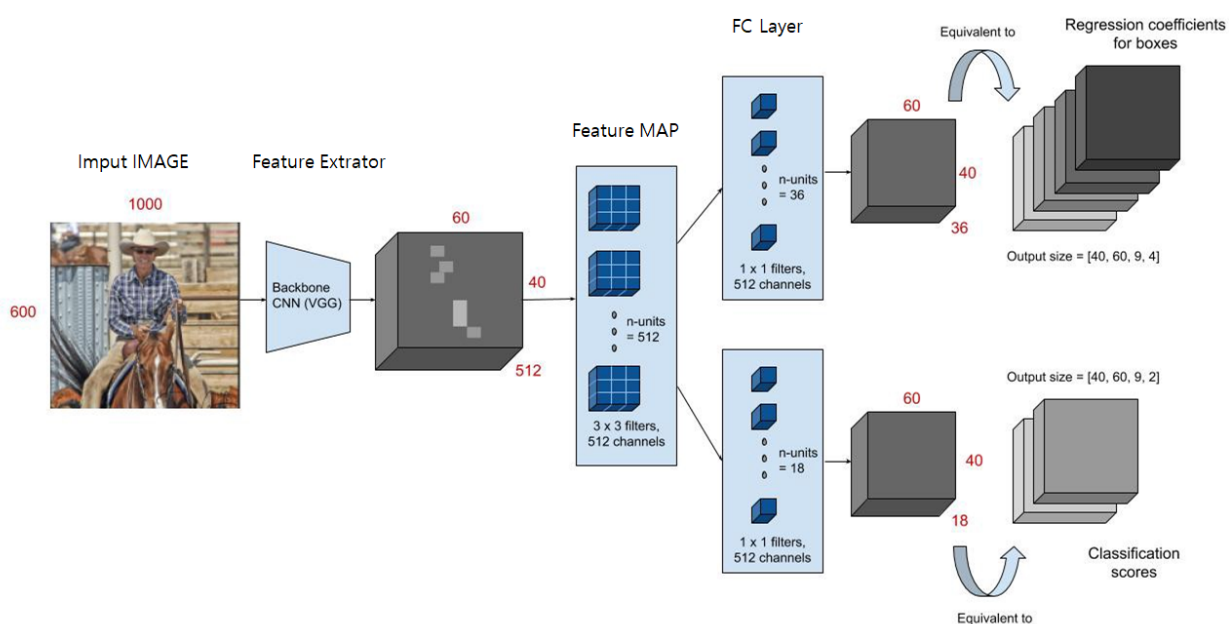 Imput IMAGE
1000
600
Feature Extrator
Backbone
CNN (VGG)
60
40
512
Feature MAP
n-units
= 512
3 x 3 filters,
512 channels
FC Layer
n-units
= 36
1 x 1 filters,
512 channels
60
40
36
Equivalent to
Regression coefficients
for boxes
Output size = [40, 60, 9, 4]
n-units
= 18
1 x 1 filters,
512 channels
60
40
18
Output size = [40, 60, 9, 2]
Classification
scores
Equivalent to